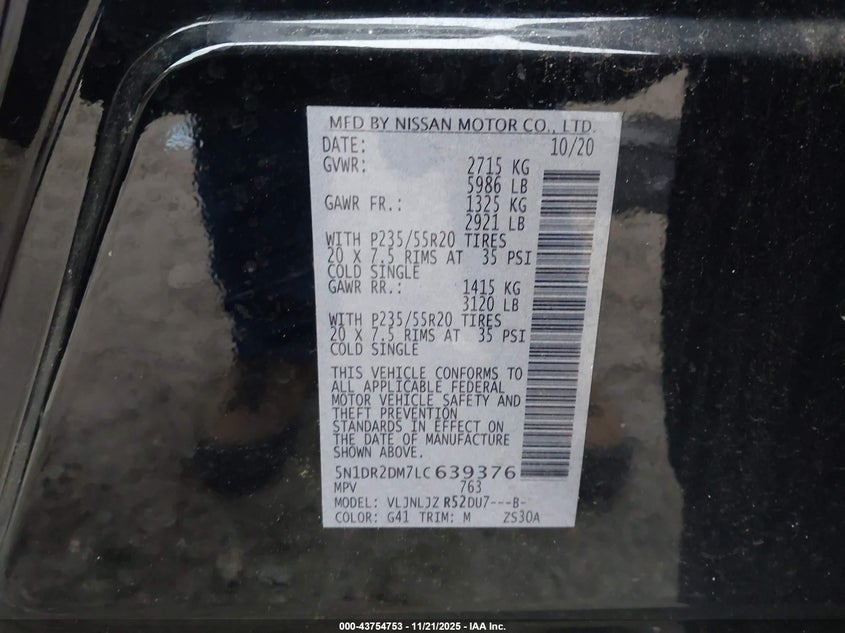 MFD BY NISSAN MOTOR CO., LTD.
DATE: 10/20
GVWR: 2715 KG
5986 LB
GAWR FR.: 1325 KG
2921 LB
WITH P235/55R20 TIRES
20 X 7.5 RIMS AT 35 PSI
COLD SINGLE
GAWR RR.: 1415 KG
3120 LB
WITH P235/55R20 TIRES
20 X 7.5 RIMS AT 35 PSI
COLD SINGLE
THIS VEHICLE CONFORMS TO
ALL APPLICABLE FEDERAL
MOTOR VEHICLE SAFETY AND
THEFT PREVENTION
STANDARDS IN EFFECT ON
THE DATE OF MANUFACTURE
SHOWN ABOVE.
5N1DR2DM7LC639376
MPV 763
MODEL: VLJNLJZ R52DU7---B-
COLOR: G41 TRIM: M ZS30A
000-43754753 - 11/21/2025 - IAA Inc.